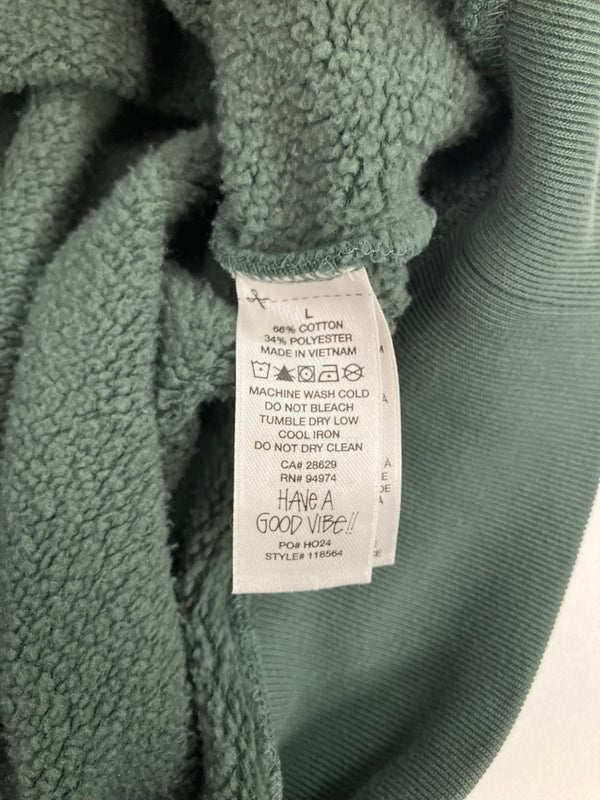 L
66% COTTON
34% POLYESTER
MADE IN VIETNAM
MACHINE WASH COLD
DO NOT BLEACH
TUMBLE DRY LOW
COOL IRON
DO NOT DRY CLEAN
CA# 28629
RN# 94974
HAVE A
GOOD VIBE!!
PO# HO24
STYLE# 118564